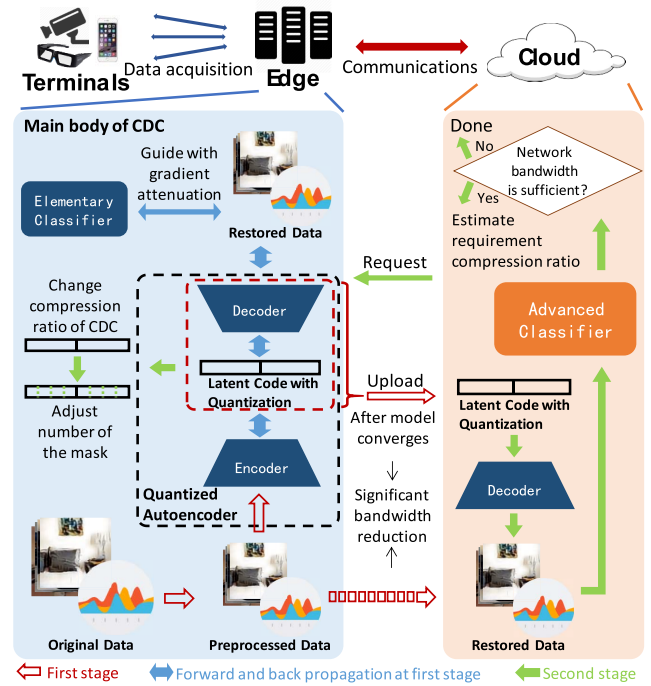 Terminals
Data acquisition
Edge
Communications
Cloud
Main body of CDC
Guide with
gradient
attenuation
Elementary
Classifier
Restored Data
Change
compression
ratio of CDC
Adjust
number of
the mask
Decoder
Latent Code with
Quantization
Encoder
Quantized
Autoencoder
Original Data
Preprocessed Data
Request
Upload
After model
converges
Significant
bandwidth
reduction
Done
No
Network
bandwidth
is sufficient?
Yes
Estimate
requirement
compression ratio
Advanced
Classifier
Latent Code with
Quantization
Decoder
Restored Data
First stage
Forward and back propagation at first stage
Second stage